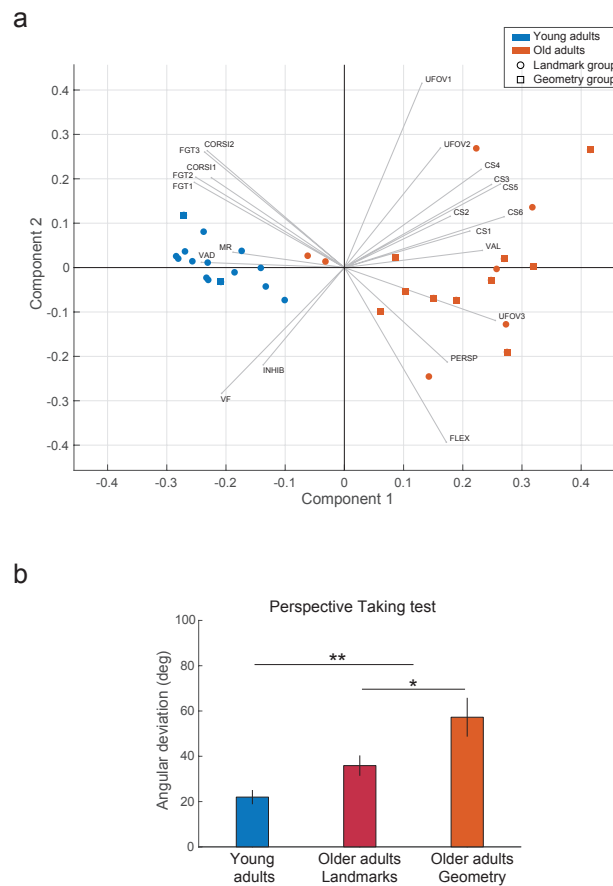 a
Young adults
Old adults
Landmark group
Geometry group
UFOV1
UFOV2
CORSI2
FGT3
CS4
CORSI1
FGT2
CS3
FGT1
CS5
CS2
CS6
CS1
MR
VAL
VAD
UFOV3
PERSP
INHIB
VF
FLEX
0.4
0.3
0.2
0.1
0
-0.1
-0.2
-0.3
-0.4
Component 2
-0.4
-0.3
-0.2
-0.1
0
0.1
0.2
0.3
0.4
Component 1
b
Perspective Taking test
100
80
60
40
20
0
Angular deviation (deg)
**
*
Young
adults
Older adults
Landmarks
Older adults
Geometry